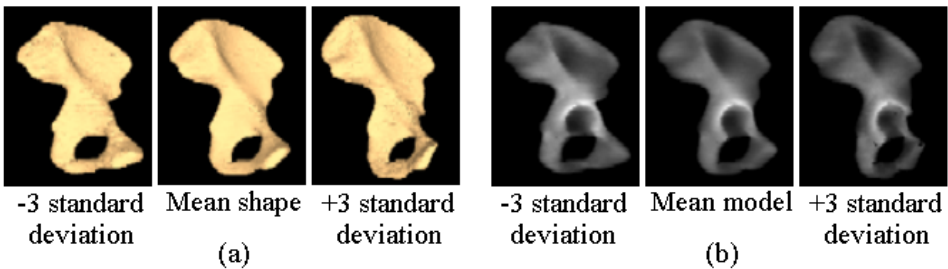 -3 standard deviation
Mean shape
+3 standard deviation
(a)
-3 standard deviation
Mean model
+3 standard deviation
(b)